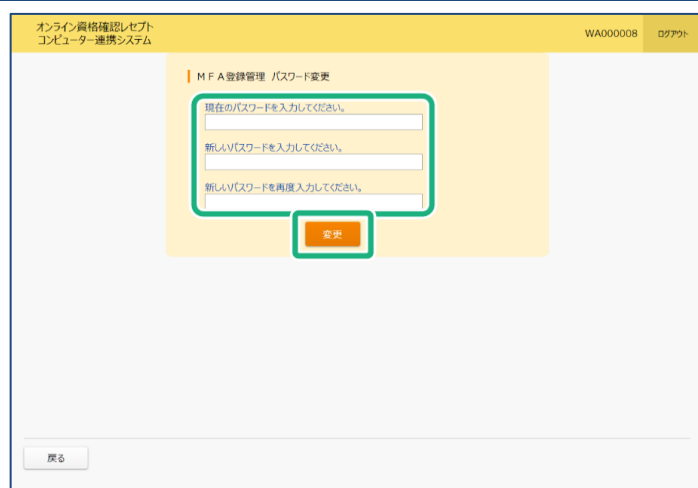 オンライン資格確認レセプト
コンピューター連携システム
WA000008
ログアウト
MFA登録管理 パスワード変更
現在のパスワードを入力してください。
新しいパスワードを入力してください。
新しいパスワードを再度入力してください。
変更
戻る